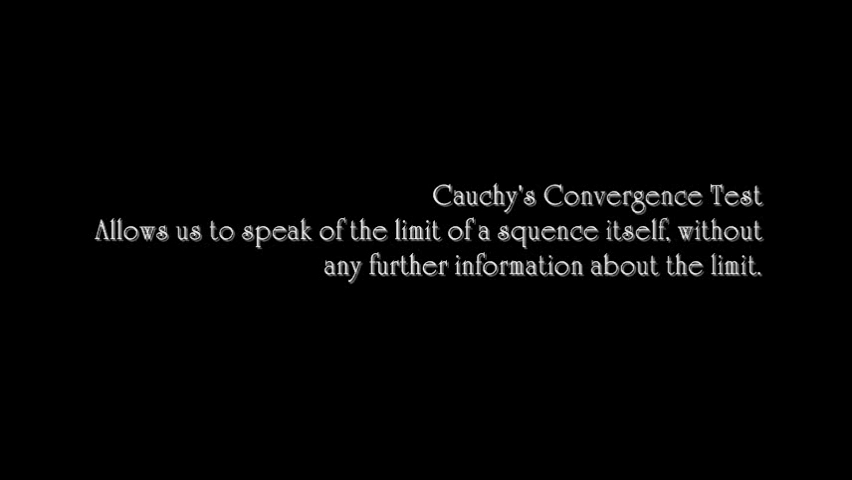 Cauchy's Convergence Test
Allows us to speak of the limit of a squence itself, without
any further information about the limit.